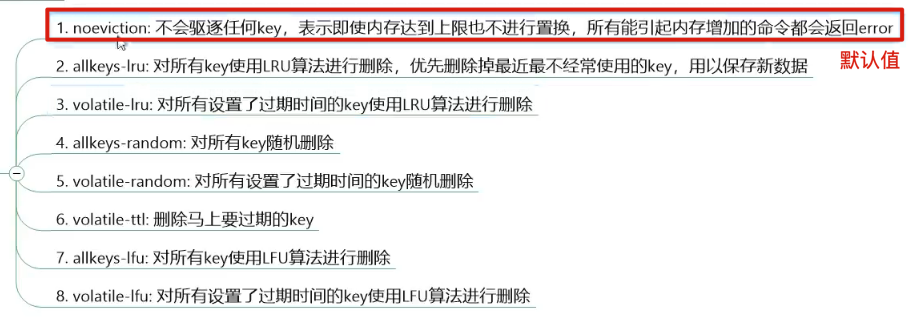 1. noeviction: 不会驱逐任何key，表示即使内存达到上限也不进行置换，所有能引起内存增加的命令都会返回error
默认值
2. allkeys-lru: 对所有key使用LRU算法进行删除，优先删除掉最近最不经常使用的key，用以保存新数据
3. volatile-lru: 对所有设置了过期时间的key使用LRU算法进行删除
4. allkeys-random: 对所有key随机删除
5. volatile-random: 对所有设置了过期时间的key随机删除
6. volatile-ttl: 删除马上要过期的key
7. allkeys-lfu: 对所有key使用LFU算法进行删除
8. volatile-lfu: 对所有设置了过期时间的key使用LFU算法进行删除